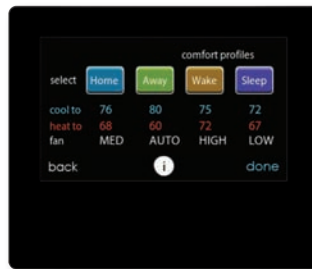 comfort profiles
select Home Away Wake Sleep
cool to 76 80 75 72
heat to 68 60 72 67
fan MED AUTO HIGH LOW
back i done